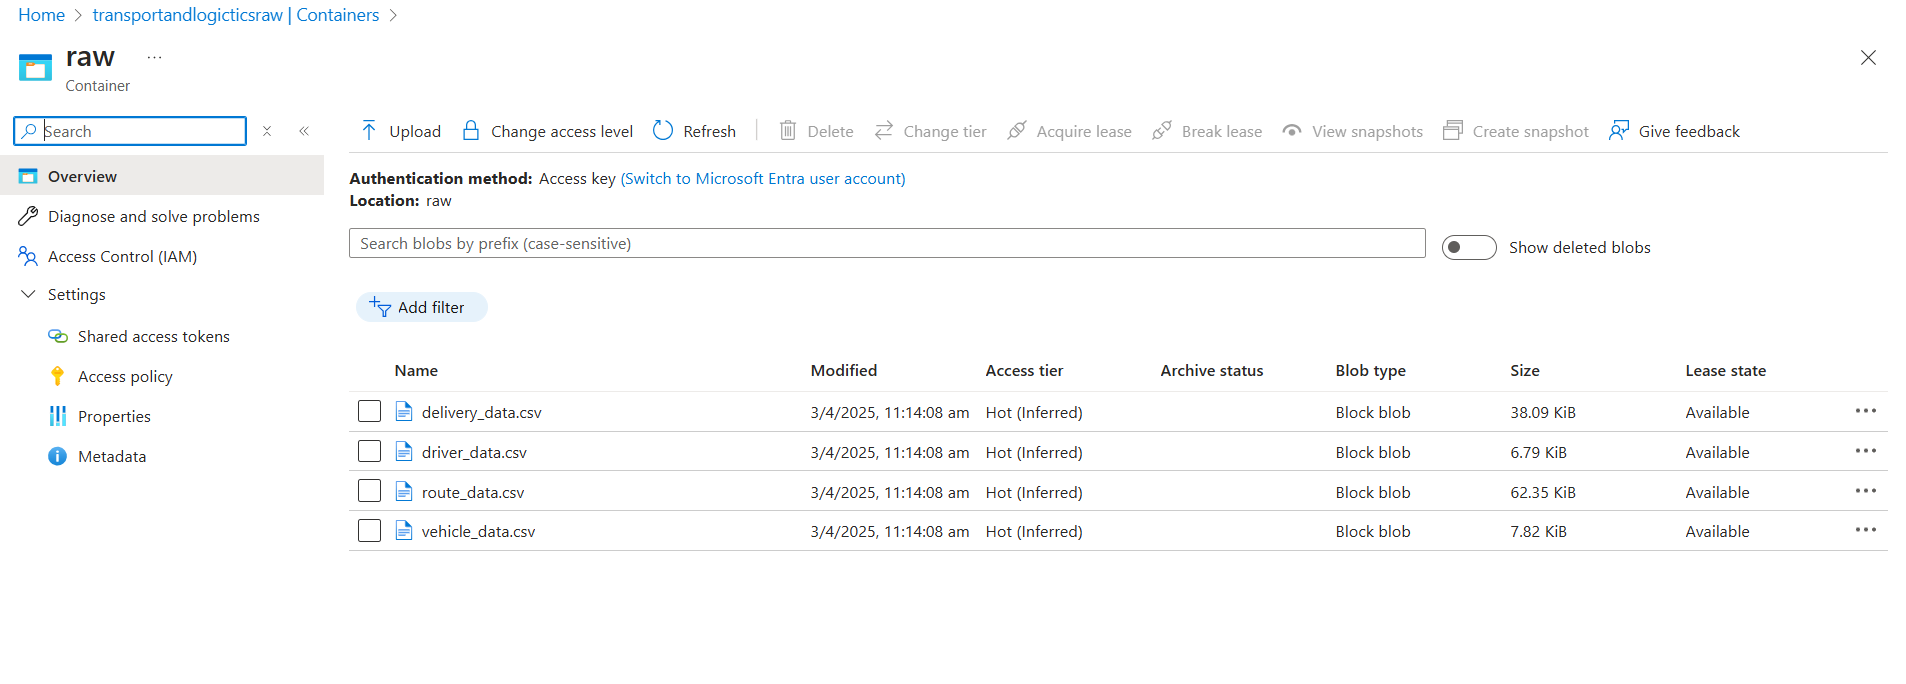 Home > transportandlogicticsraw | Containers >
raw ...
Container
Search
Upload Change access level Refresh Delete Change tier Acquire lease Break lease View snapshots Create snapshot Give feedback
Overview
Diagnose and solve problems
Access Control (IAM)
Settings
Shared access tokens
Access policy
Properties
Metadata
Authentication method: Access key (Switch to Microsoft Entra user account)
Location: raw
Search blobs by prefix (case-sensitive)
Show deleted blobs
Add filter
Name Modified Access tier Archive status Blob type Size Lease state
delivery_data.csv 3/4/2025, 11:14:08 am Hot (Inferred) Block blob 38.09 KiB Available ...
driver_data.csv 3/4/2025, 11:14:08 am Hot (Inferred) Block blob 6.79 KiB Available ...
route_data.csv 3/4/2025, 11:14:08 am Hot (Inferred) Block blob 62.35 KiB Available ...
vehicle_data.csv 3/4/2025, 11:14:08 am Hot (Inferred) Block blob 7.82 KiB Available ...